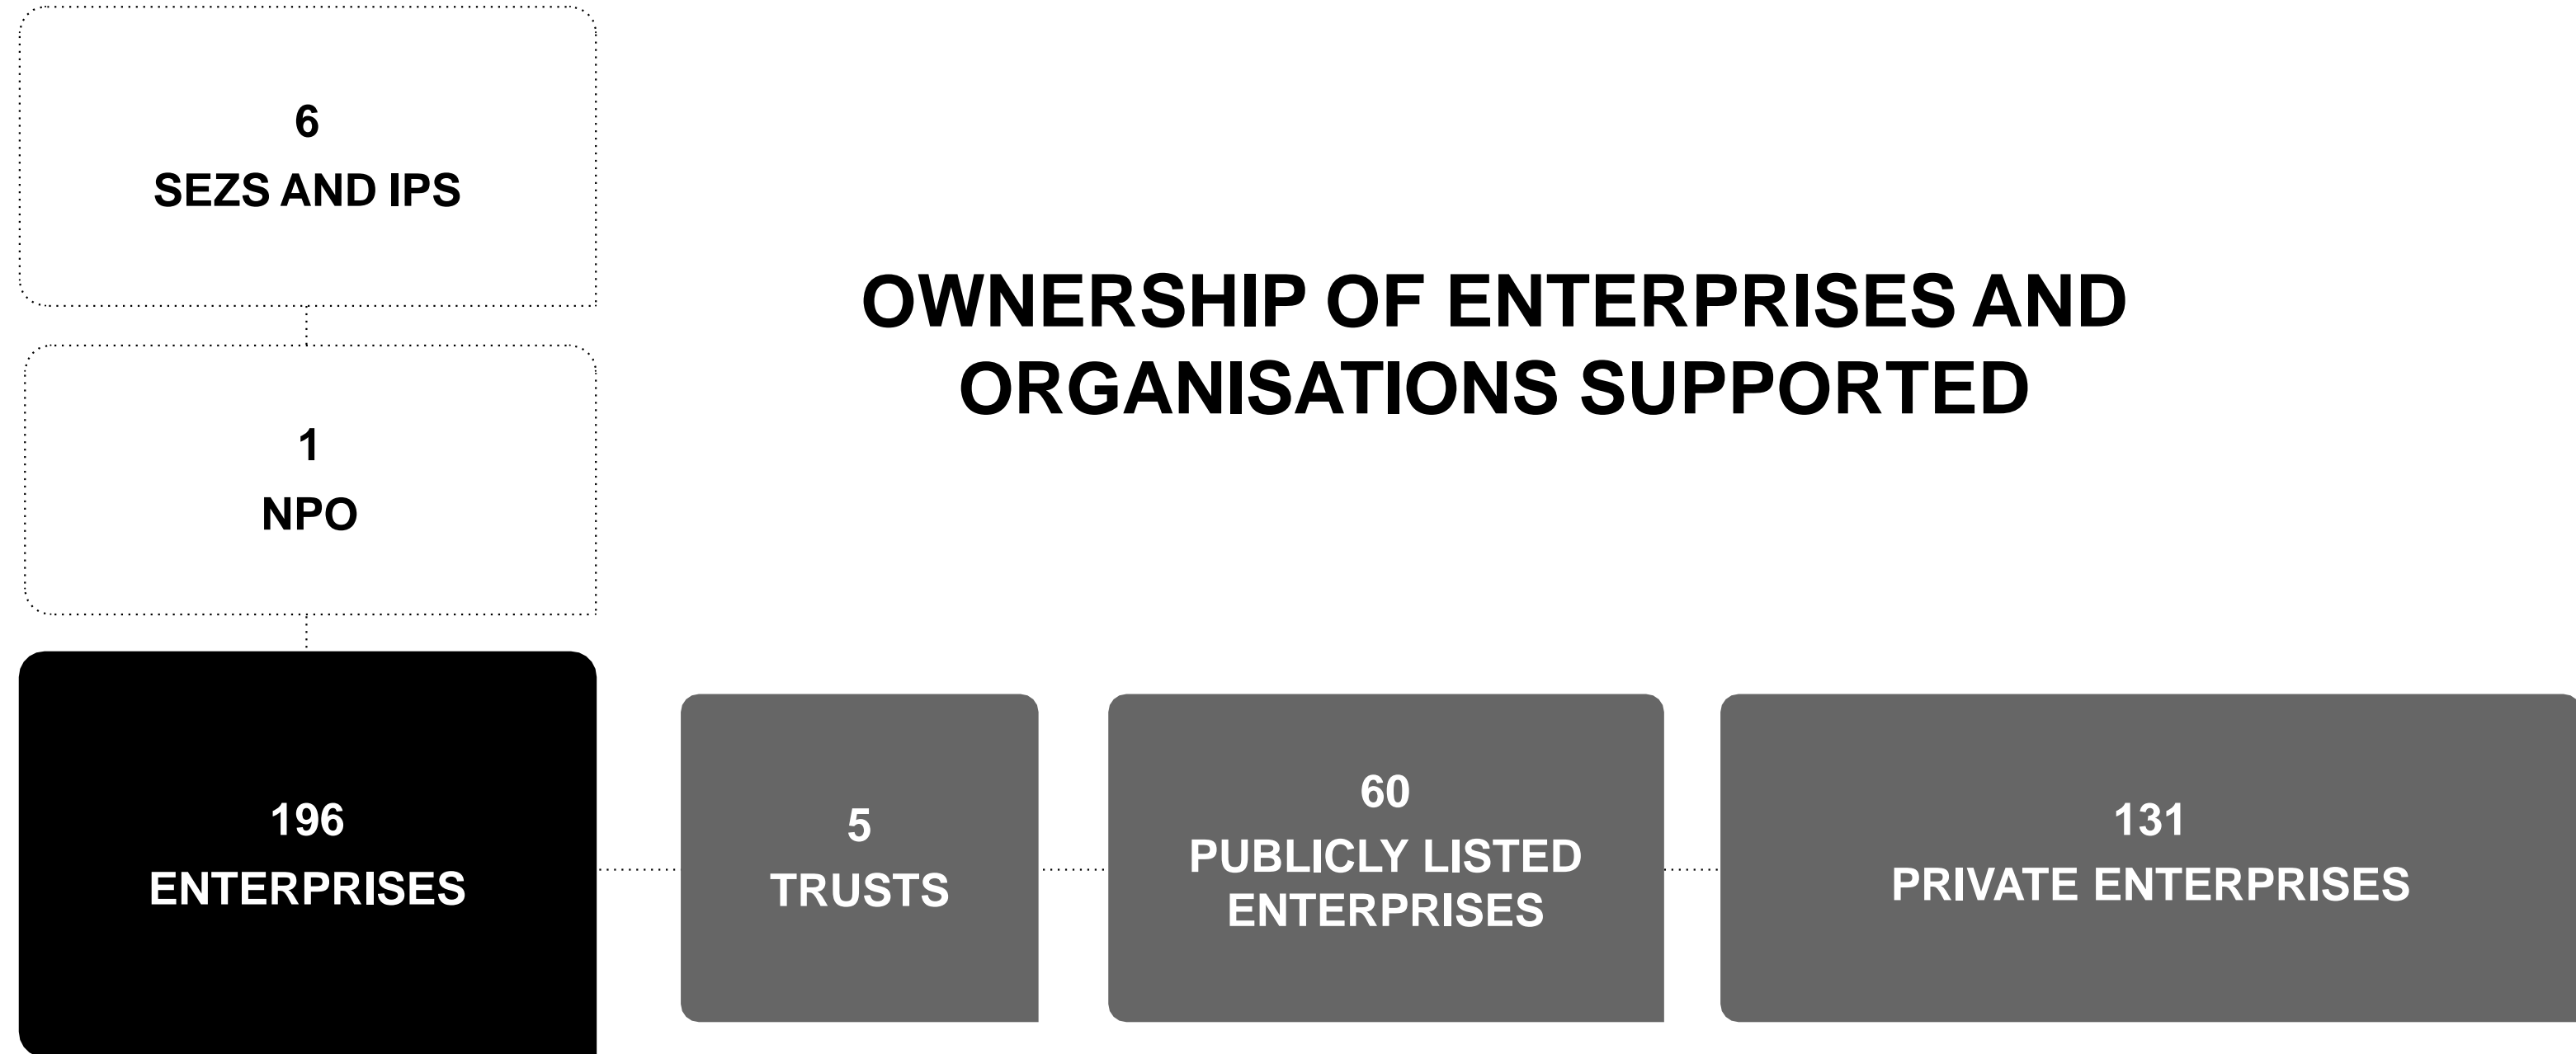 6
SEZS AND IPS
OWNERSHIP OF ENTERPRISES AND
ORGANISATIONS SUPPORTED
1
NPO
196
ENTERPRISES
5
TRUSTS
60
PUBLICLY LISTED
ENTERPRISES
131
PRIVATE ENTERPRISES